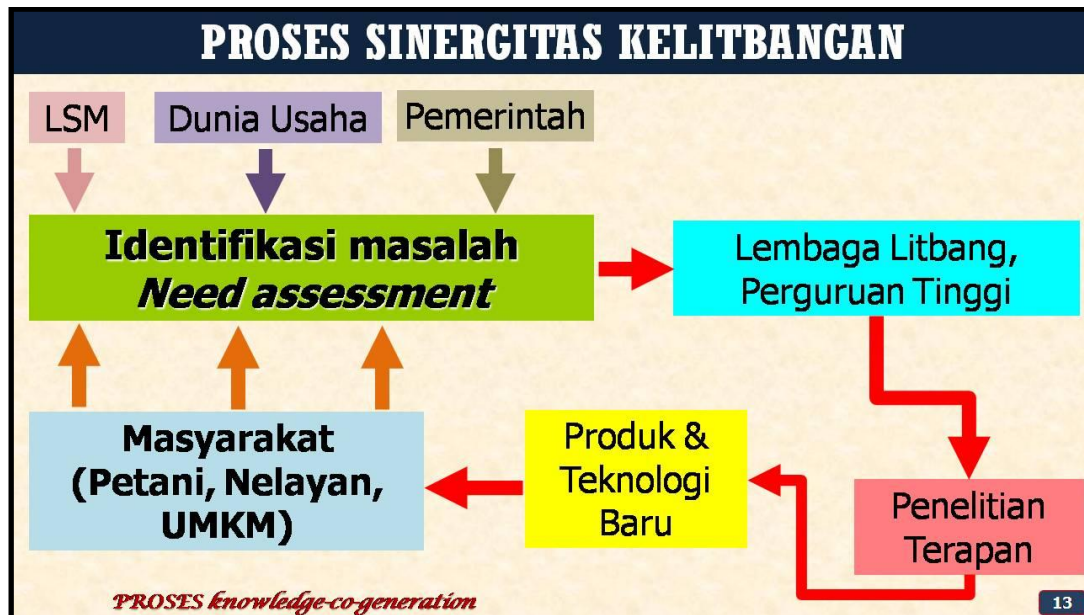 PROSES SINERGITAS KELITBANGAN
LSM
Dunia Usaha
Pemerintah
Identifikasi masalah
Need assessment
Lembaga Litbang,
Perguruan Tinggi
Masyarakat
(Petani, Nelayan,
UMKM)
Produk &
Teknologi
Baru
Penelitian
Terapan
PROSES knowledge-co-generation
13